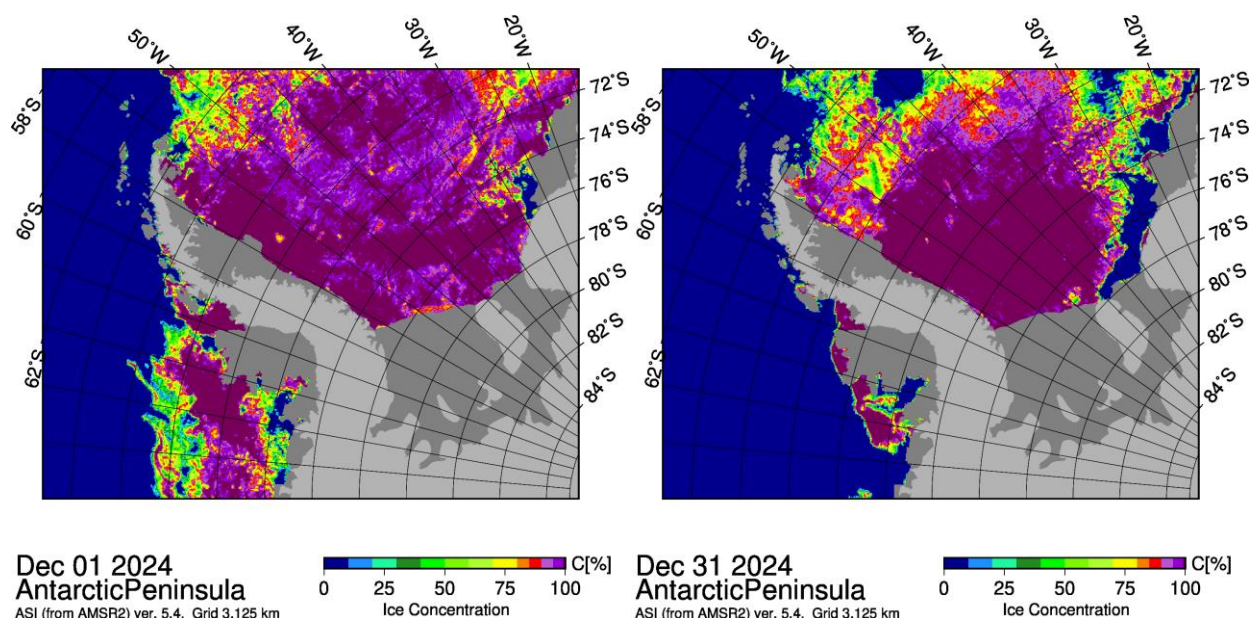 50°W 40°W 30°W 20°W
72°S
74°S
76°S
78°S
80°S
82°S
84°S
58°S
60°S
62°S
Dec 01 2024
AntarcticPeninsula
ASI (from AMSR2) ver. 5.4, Grid 3.125 km
C[%]
0 25 50 75 100
Ice Concentration
50°W 40°W 30°W 20°W
72°S
74°S
76°S
78°S
80°S
82°S
84°S
58°S
60°S
62°S
Dec 31 2024
AntarcticPeninsula
ASI (from AMSR2) ver. 5.4, Grid 3.125 km
C[%]
0 25 50 75 100
Ice Concentration